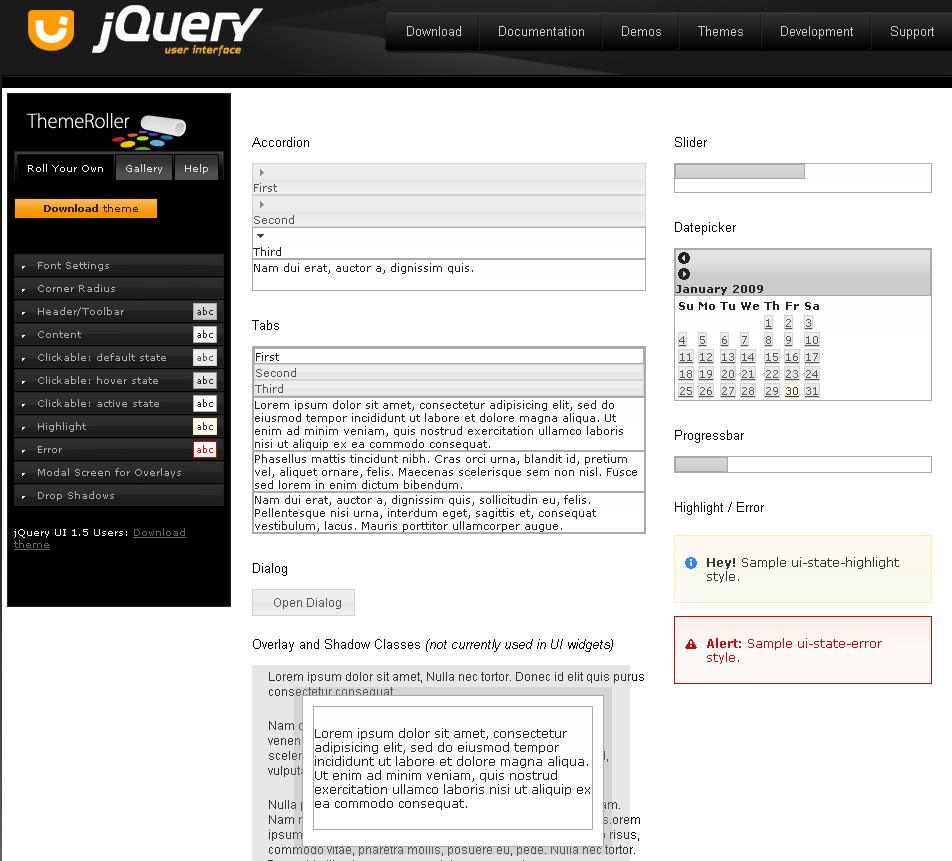 jQuery
user interface
Download Documentation Demos Themes Development Support
ThemeRoller
Roll Your Own Gallery Help
Download theme
Font Settings
Corner Radius
Header/Toolbar abc
Content abc
Clickable: default state abc
Clickable: hover state abc
Clickable: active state abc
Highlight abc
Error abc
Modal Screen for Overlays
Drop Shadows
jQuery UI 1.5 Users: Download
theme
Accordion
First
Second
Third
Nam dui erat, auctor a, dignissim quis.
Tabs
First
Second
Third
Lorem ipsum dolor sit amet, consectetur adipisicing elit, sed do
eiusmod tempor incididunt ut labore et dolore magna aliqua. Ut
enim ad minim veniam, quis nostrud exercitation ullamco laboris
nisi ut aliquip ex ea commodo consequat.
Phasellus mattis tincidunt nibh. Cras orci urna, blandit id, pretium
vel, aliquet ornare, felis. Maecenas scelerisque sem non nisl. Fusce
sed lorem in enim dictum bibendum.
Nam dui erat, auctor a, dignissim quis, sollicitudin eu, felis.
Pellentesque nisi urna, interdum eget, sagittis et, consequat
vestibulum, lacus. Mauris porttitor ullamcorper augue.
Dialog
Open Dialog
Overlay and Shadow Classes (not currently used in UI widgets)
Lorem ipsum dolor sit amet, Nulla nec tortor. Donec id elit quis purus
consectetur consequat
Nam
Lorem ipsum dolor sit amet, consectetur
adipisicing elit, sed do eiusmod tempor
incididunt ut labore et dolore magna aliqua.
Ut enim ad minim veniam, quis nostrud
exercitation ullamco laboris nisi ut aliquip ex
ea commodo consequat.
Nulla
Nam
ipsum risus,
commodo vitae, pharetra mollis, posuere eu, pede. Nulla nec tortor.
Slider
Datepicker
January 2009
Su Mo Tu We Th Fr Sa
1 2 3
4 5 6 7 8 9 10
11 12 13 14 15 16 17
18 19 20 21 22 23 24
25 26 27 28 29 30 31
Progressbar
Highlight / Error
Hey! Sample ui-state-highlight
style.
Alert: Sample ui-state-error
style.